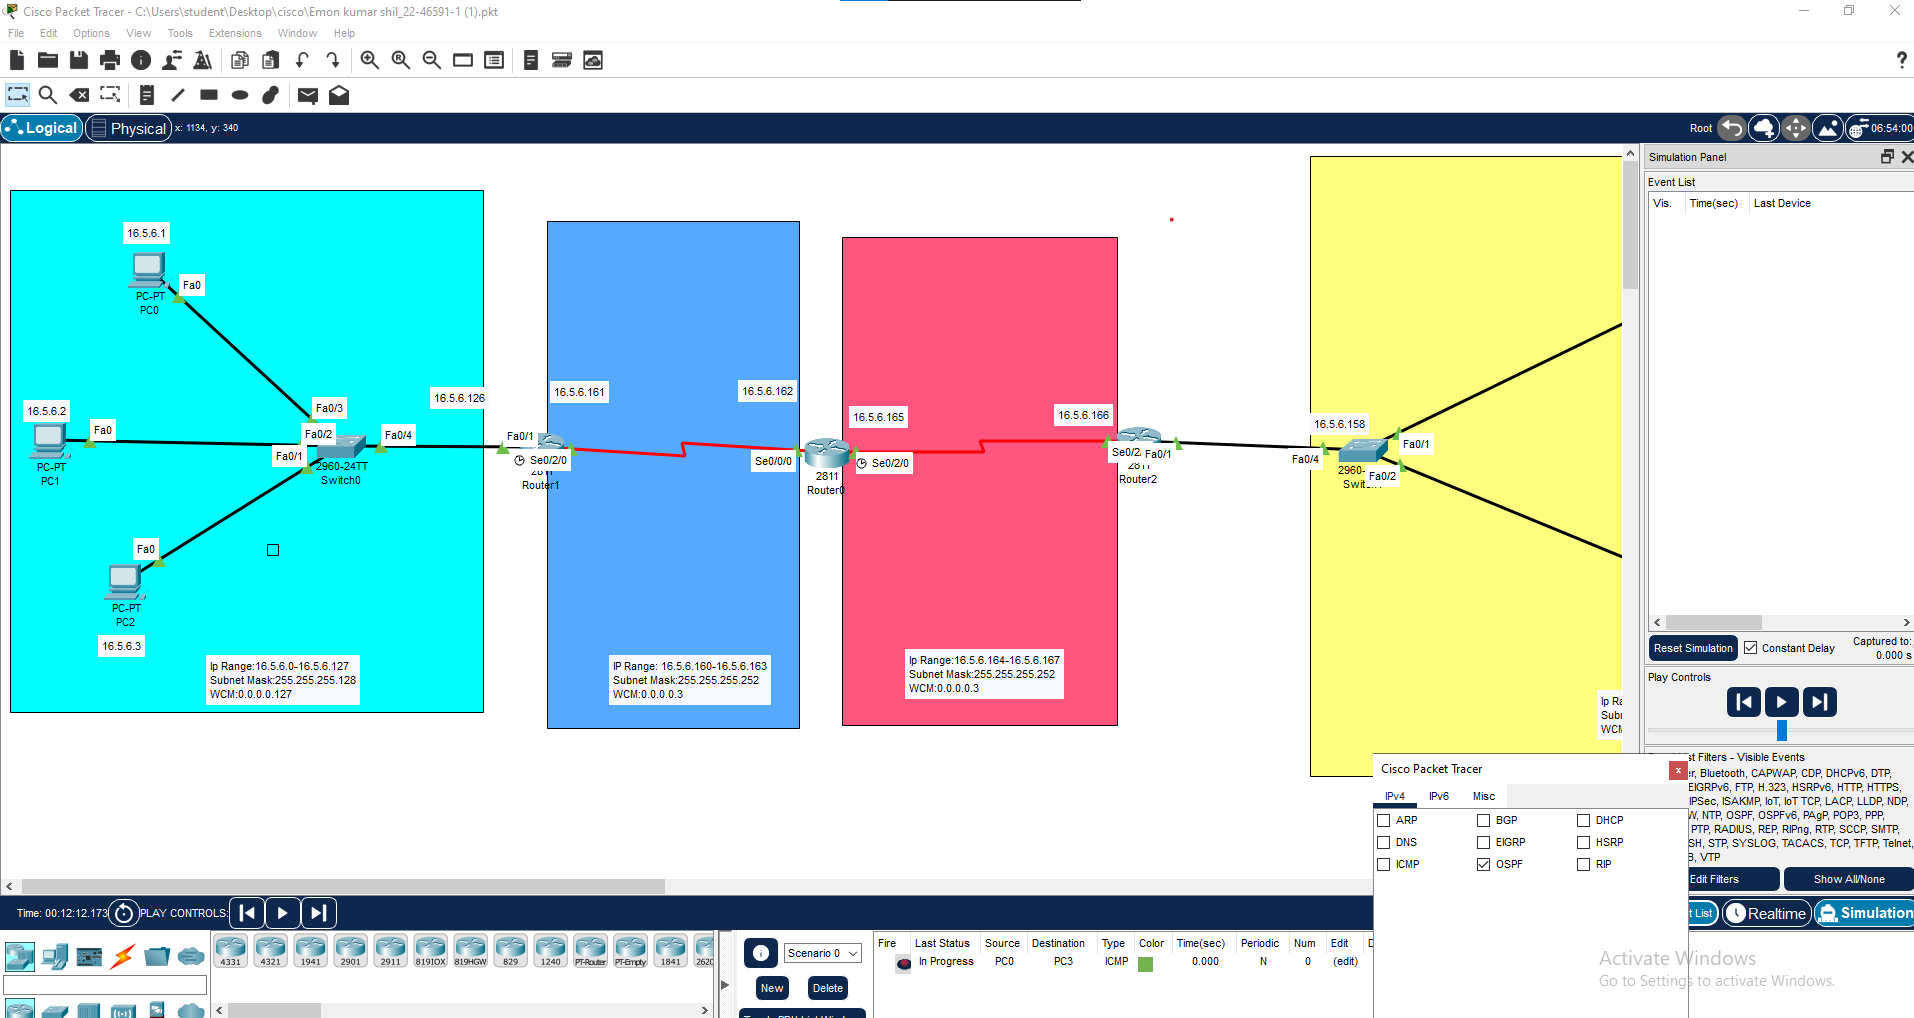 Cisco Packet Tracer - C:\Users\student\Desktop\cisco\Emon kumar shil_22-46591-1 (1).pkt
File Edit Options View Tools Extensions Window Help
Logical Physical x: 1134, y: 340
Root 06:54:00
Simulation Panel
Event List
Vis. Time(sec) Last Device
16.5.6.1
Fa0
PC-PT
PC0
16.5.6.2
Fa0
PC-PT
PC1
Fa0/3
Fa0/2
Fa0/1
Fa0/4
2960-24TT
Switch0
Fa0
PC-PT
PC2
16.5.6.3
16.5.6.126
Ip Range:16.5.6.0-16.5.6.127
Subnet Mask:255.255.255.128
WCM:0.0.0.0.127
Fa0/1
Se0/2/0
2811
Router1
16.5.6.161
16.5.6.162
Se0/0/0
IP Range: 16.5.6.160-16.5.6.163
Subnet Mask:255.255.255.252
WCM:0.0.0.3
2811
Router0
16.5.6.165
Se0/2/0
16.5.6.166
Ip Range:16.5.6.164-16.5.6.167
Subnet Mask:255.255.255.252
WCM:0.0.0.3
Se0/2
Fa0/1
2811
Router2
16.5.6.158
Fa0/4
Fa0/1
Fa0/2
2960-
Swit
Ip Ra
Subn
WCM
Reset Simulation Constant Delay Captured to:
0.000 s
Play Controls
st Filters - Visible Events
r, Bluetooth, CAPWAP, CDP, DHCPv6, DTP,
EIGRPv6, FTP, H.323, HSRPv6, HTTP, HTTPS,
IPSec, ISAKMP, IoT, IoT TCP, LACP, LLDP, NDP,
W, NTP, OSPF, OSPFv6, PAgP, POP3, PPP,
PTP, RADIUS, REP, RIPng, RTP, SCCP, SMTP,
SH, STP, SYSLOG, TACACS, TCP, TFTP, Telnet,
B, VTP
Edit Filters Show All/None
t List Realtime Simulation
Cisco Packet Tracer x
IPv4 IPv6 Misc
ARP BGP DHCP
DNS EIGRP HSRP
ICMP OSPF RIP
Time: 00:12:12.173 PLAY CONTROLS:
4331 4321 1941 2901 2911 819IOX 819HGW 829 1240 PT-Router PT-Empty 1841 2620
Scenario 0
New Delete
Fire Last Status Source Destination Type Color Time(sec) Periodic Num Edit D
In Progress PC0 PC3 ICMP 0.000 N 0 (edit)
Activate Windows
Go to Settings to activate Windows.